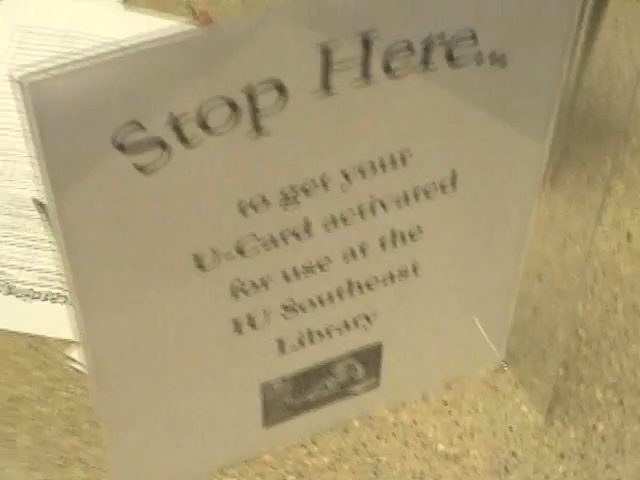 Stop Here...
to get your
U-Card activated
for use at the
IU Southeast
Library